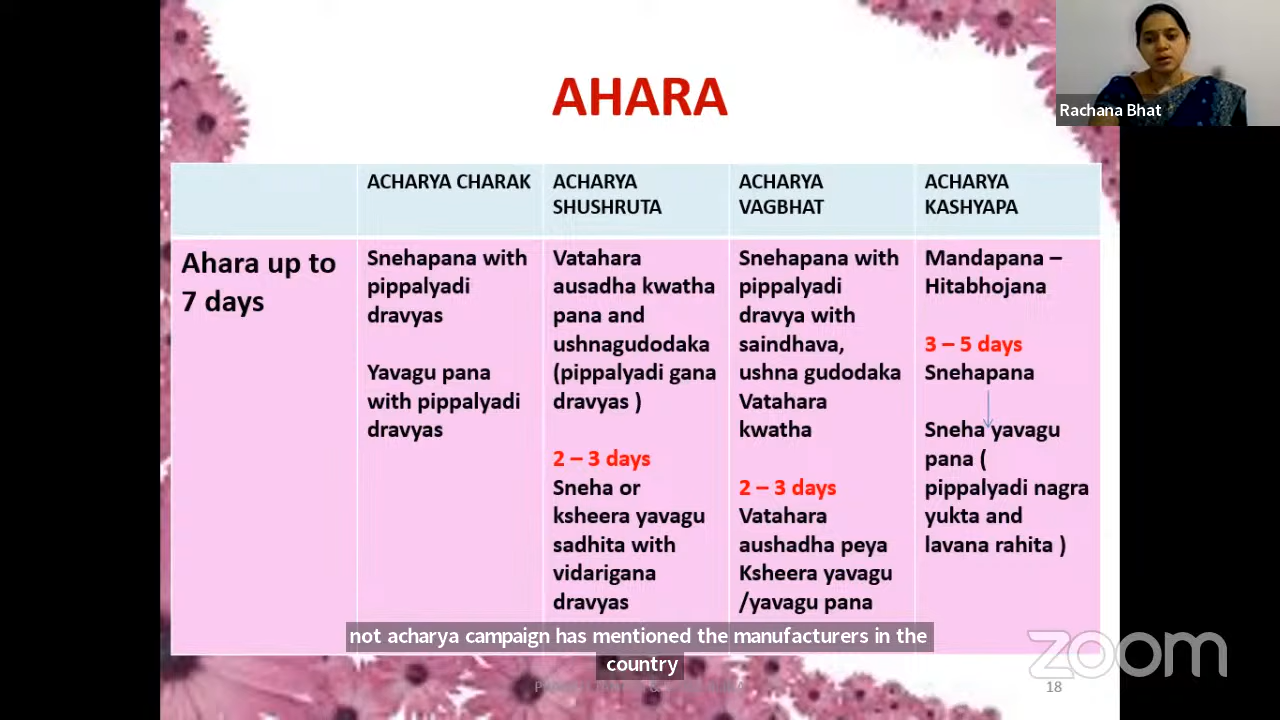 AHARA
Rachana Bhat
ACHARYA CHARAK
ACHARYA
SHUSHRUTA
ACHARYA
VAGBHAT
ACHARYA
KASHYAPA
Ahara up to
7 days
Snehapana with
pippalyadi
dravyas
Yavagu pana
with pippalyadi
dravyas
Vatahara
ausadha kwatha
pana and
ushnagudodaka
(pippalyadi gana
dravyas )
2 – 3 days
Sneha or
ksheera yavagu
sadhita with
vidarigana
dravyas
Snehapana with
pippalyadi
dravya with
saindhava,
ushna gudodaka
Vatahara
kwatha
2 – 3 days
Vatahara
aushadha peya
Ksheera yavagu
/yavagu pana
Mandapana –
Hitabhojana
3 – 5 days
Snehapana
Sneha yavagu
pana (
pippalyadi nagra
yukta and
lavana rahita )
not acharya campaign has mentioned the manufacturers in the
country
18
zoom